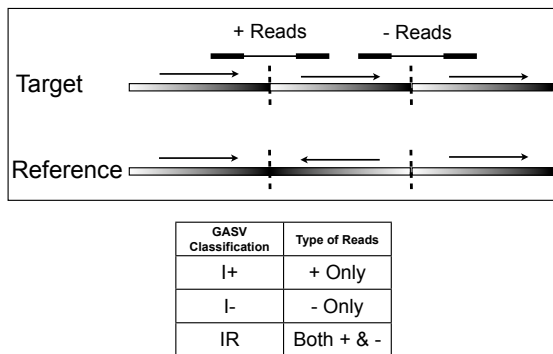 + Reads - Reads
Target
Reference
GASV Classification Type of Reads
I+ + Only
I- - Only
IR Both + & -